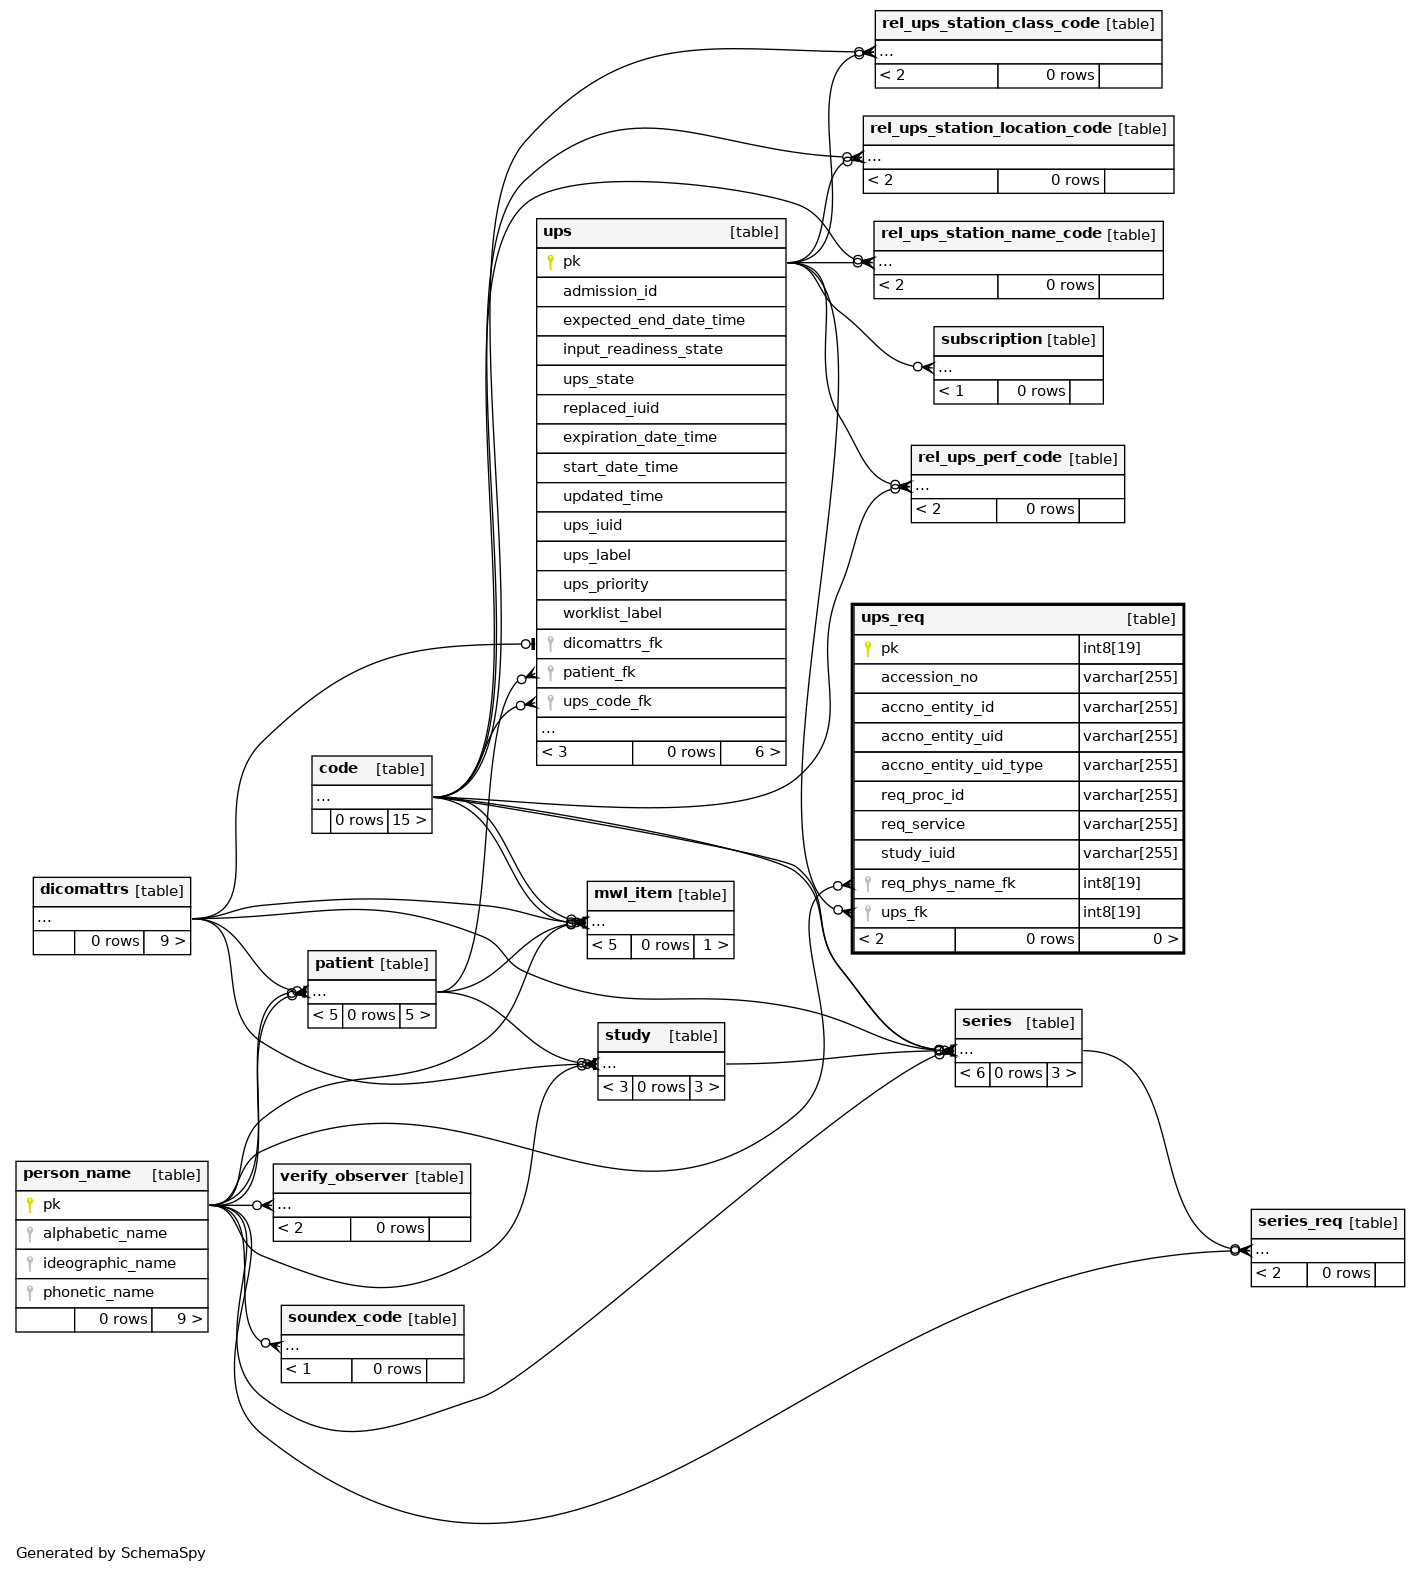 rel_ups_station_class_code [table]
...
< 2 0 rows
rel_ups_station_location_code [table]
...
< 2 0 rows
rel_ups_station_name_code [table]
...
< 2 0 rows
ups [table]
pk
admission_id
expected_end_date_time
input_readiness_state
ups_state
replaced_iuid
expiration_date_time
start_date_time
updated_time
ups_iuid
ups_label
ups_priority
worklist_label
dicomattrs_fk
patient_fk
ups_code_fk
...
< 3 0 rows 6 >
subscription [table]
...
< 1 0 rows
rel_ups_perf_code [table]
...
< 2 0 rows
ups_req [table]
pk int8[19]
accession_no varchar[255]
accno_entity_id varchar[255]
accno_entity_uid varchar[255]
accno_entity_uid_type varchar[255]
req_proc_id varchar[255]
req_service varchar[255]
study_iuid varchar[255]
req_phys_name_fk int8[19]
ups_fk int8[19]
< 2 0 rows 0 >
code [table]
...
0 rows 15 >
dicomattrs [table]
...
0 rows 9 >
mwl_item [table]
...
< 5 0 rows 1 >
patient [table]
...
< 5 0 rows 5 >
study [table]
...
< 3 0 rows 3 >
series [table]
...
< 6 0 rows 3 >
person_name [table]
pk
alphabetic_name
ideographic_name
phonetic_name
0 rows 9 >
verify_observer [table]
...
< 2 0 rows
series_req [table]
...
< 2 0 rows
soundex_code [table]
...
< 1 0 rows
Generated by SchemaSpy